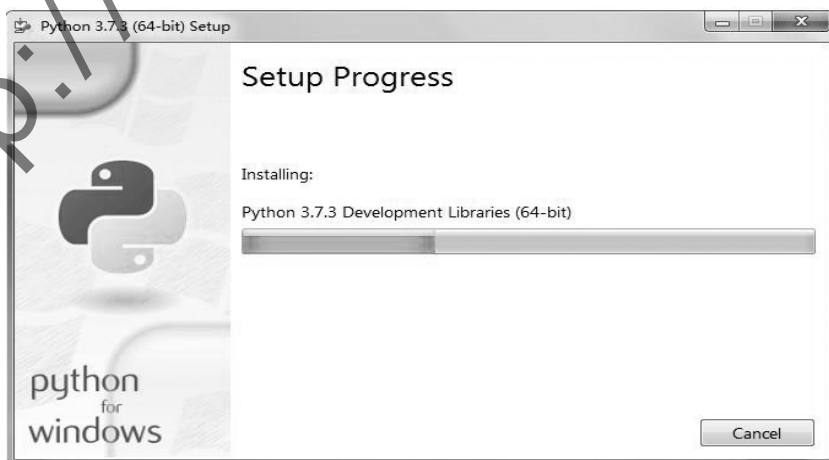 Python 3.7.3 (64-bit) Setup
Setup Progress
Installing:
Python 3.7.3 Development Libraries (64-bit)
python
for
windows
Cancel
p://